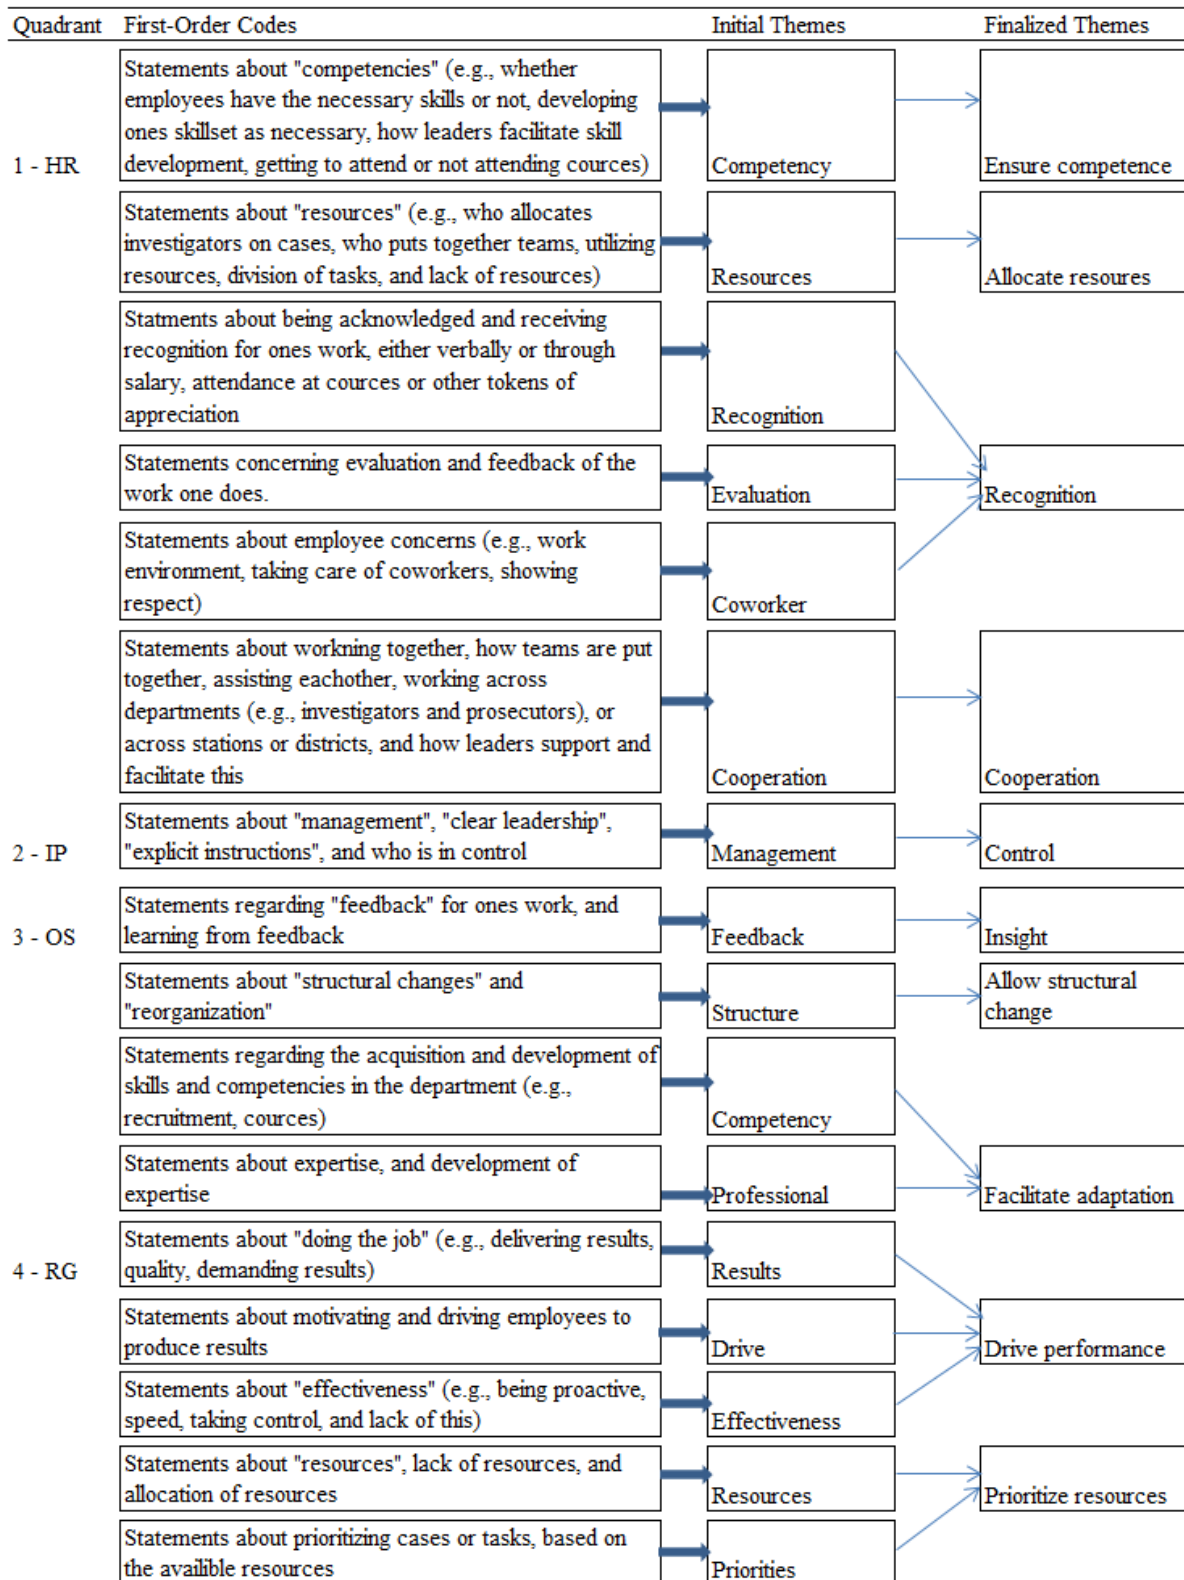 Quadrant First-Order Codes Initial Themes Finalized Themes
Statements about "competencies" (e.g., whether
employees have the necessary skills or not, developing
ones skillset as necessary, how leaders facilitate skill
1 - HR development, getting to attend or not attending cources) Competency Ensure competence
Statements about "resources" (e.g., who allocates
investigators on cases, who puts together teams, utilizing
resources, division of tasks, and lack of resources) Resources Allocate resoures
Statments about being acknowledged and receiving
recognition for ones work, either verbally or through
salary, attendance at cources or other tokens of
appreciation Recognition
Statements concerning evaluation and feedback of the
work one does. Evaluation Recognition
Statements about employee concerns (e.g., work
environment, taking care of coworkers, showing
respect) Coworker
Statements about workning together, how teams are put
together, assisting eachother, working across
departments (e.g., investigators and prosecutors), or
across stations or districts, and how leaders support and
facilitate this Cooperation Cooperation
Statements about "management", "clear leadership",
2 - IP "explicit instructions", and who is in control Management Control
Statements regarding "feedback" for ones work, and
3 - OS learning from feedback Feedback Insight
Statements about "structural changes" and Allow structural
"reorganization" Structure change
Statements regarding the acquisition and development of
skills and competencies in the department (e.g.,
recruitment, cources) Competency
Statements about expertise, and development of
expertise Professional Facilitate adaptation
Statements about "doing the job" (e.g., delivering results,
4 - RG quality, demanding results) Results
Statements about motivating and driving employees to
produce results Drive Drive performance
Statements about "effectiveness" (e.g., being proactive,
speed, taking control, and lack of this) Effectiveness
Statements about "resources", lack of resources, and
allocation of resources Resources Prioritize resources
Statements about prioritizing cases or tasks, based on
the availible resources Priorities